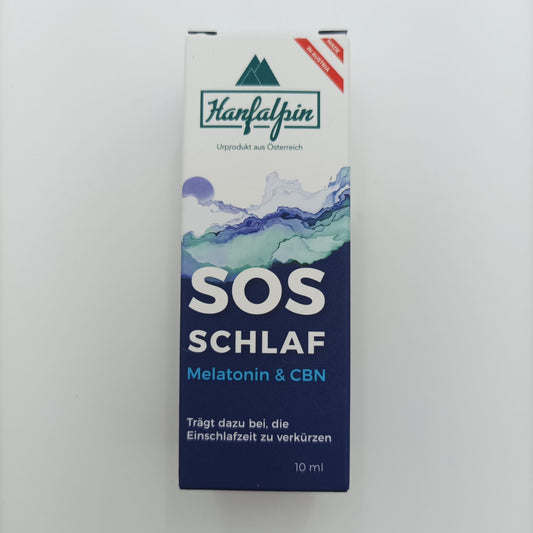 MADE
IN AUSTRIA
Hanfalpin
Urprodukt aus Österreich
SOS
SCHLAF
Melatonin & CBN
Trägt dazu bei, die
Einschlafzeit zu verkürzen
10 ml